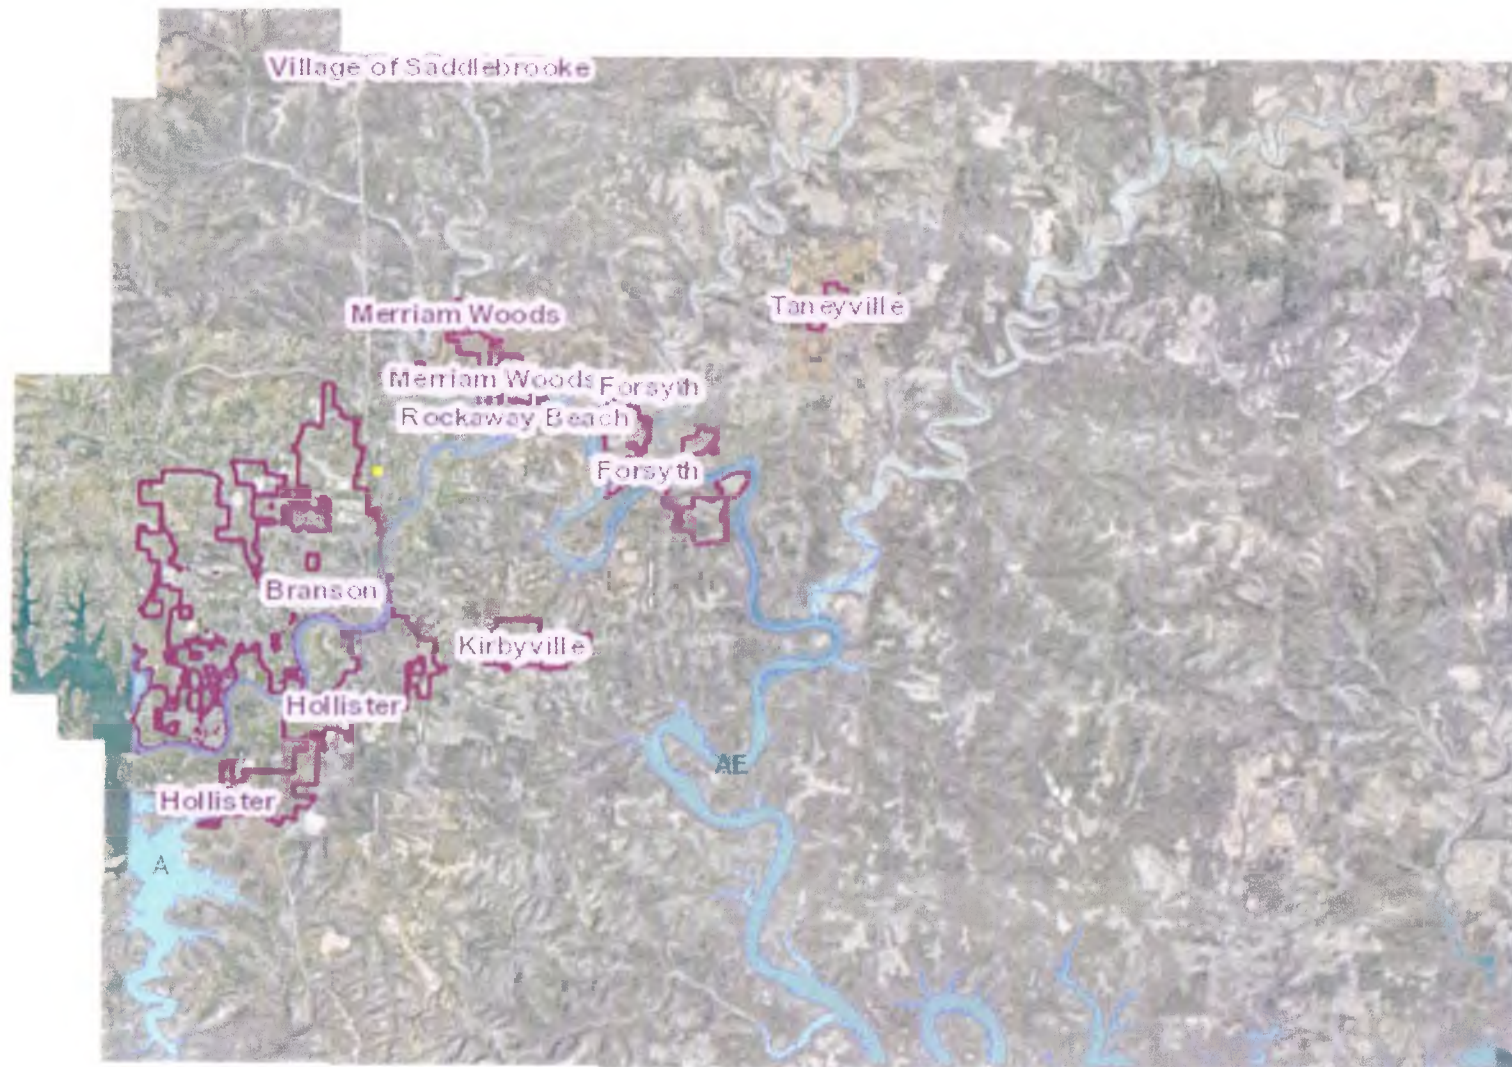 Village of Saddlebrooke
Merriam Woods
Taneyville
Merriam Woods
Forsyth
Rockaway Beach
Forsyth
Branson
Kirbyville
Hollister
AE
Hollister
A